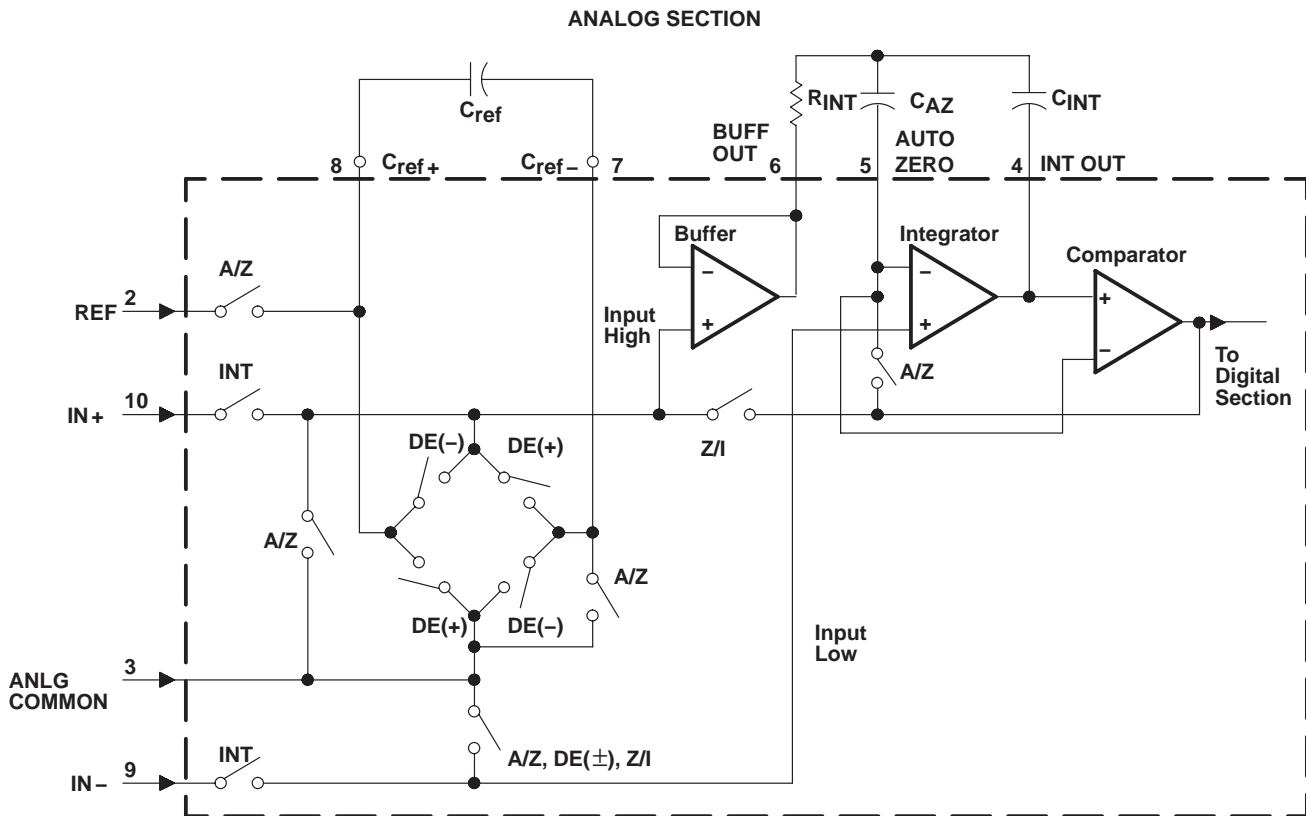 ANALOG SECTION
Cref
RINT
CAZ
CINT
BUFF
OUT
AUTO
ZERO
8
Cref+
Cref−
7
6
5
4
INT OUT
Buffer
Integrator
Comparator
A/Z
REF
2
Input
High
−
+
−
+
+
−
A/Z
To
Digital
Section
INT
IN+
10
Z/I
DE(−)
DE(+)
A/Z
A/Z
DE(+)
DE(−)
Input
Low
3
ANLG
COMMON
INT
A/Z, DE(±), Z/I
IN−
9